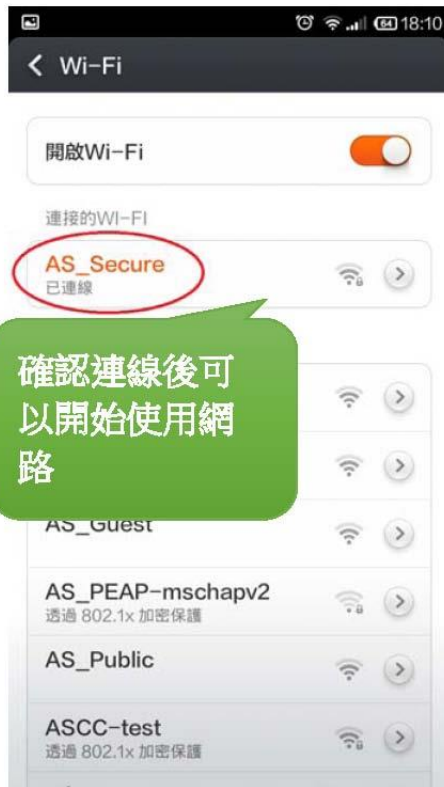 64 18:10
Wi-Fi
開啟Wi-Fi
連接的WI-FI
AS_Secure
已連線
確認連線後可
以開始使用網
路
AS_Guest
AS_PEAP-mschapv2
透過 802.1x 加密保護
AS_Public
ASCC-test
透過 802.1x 加密保護